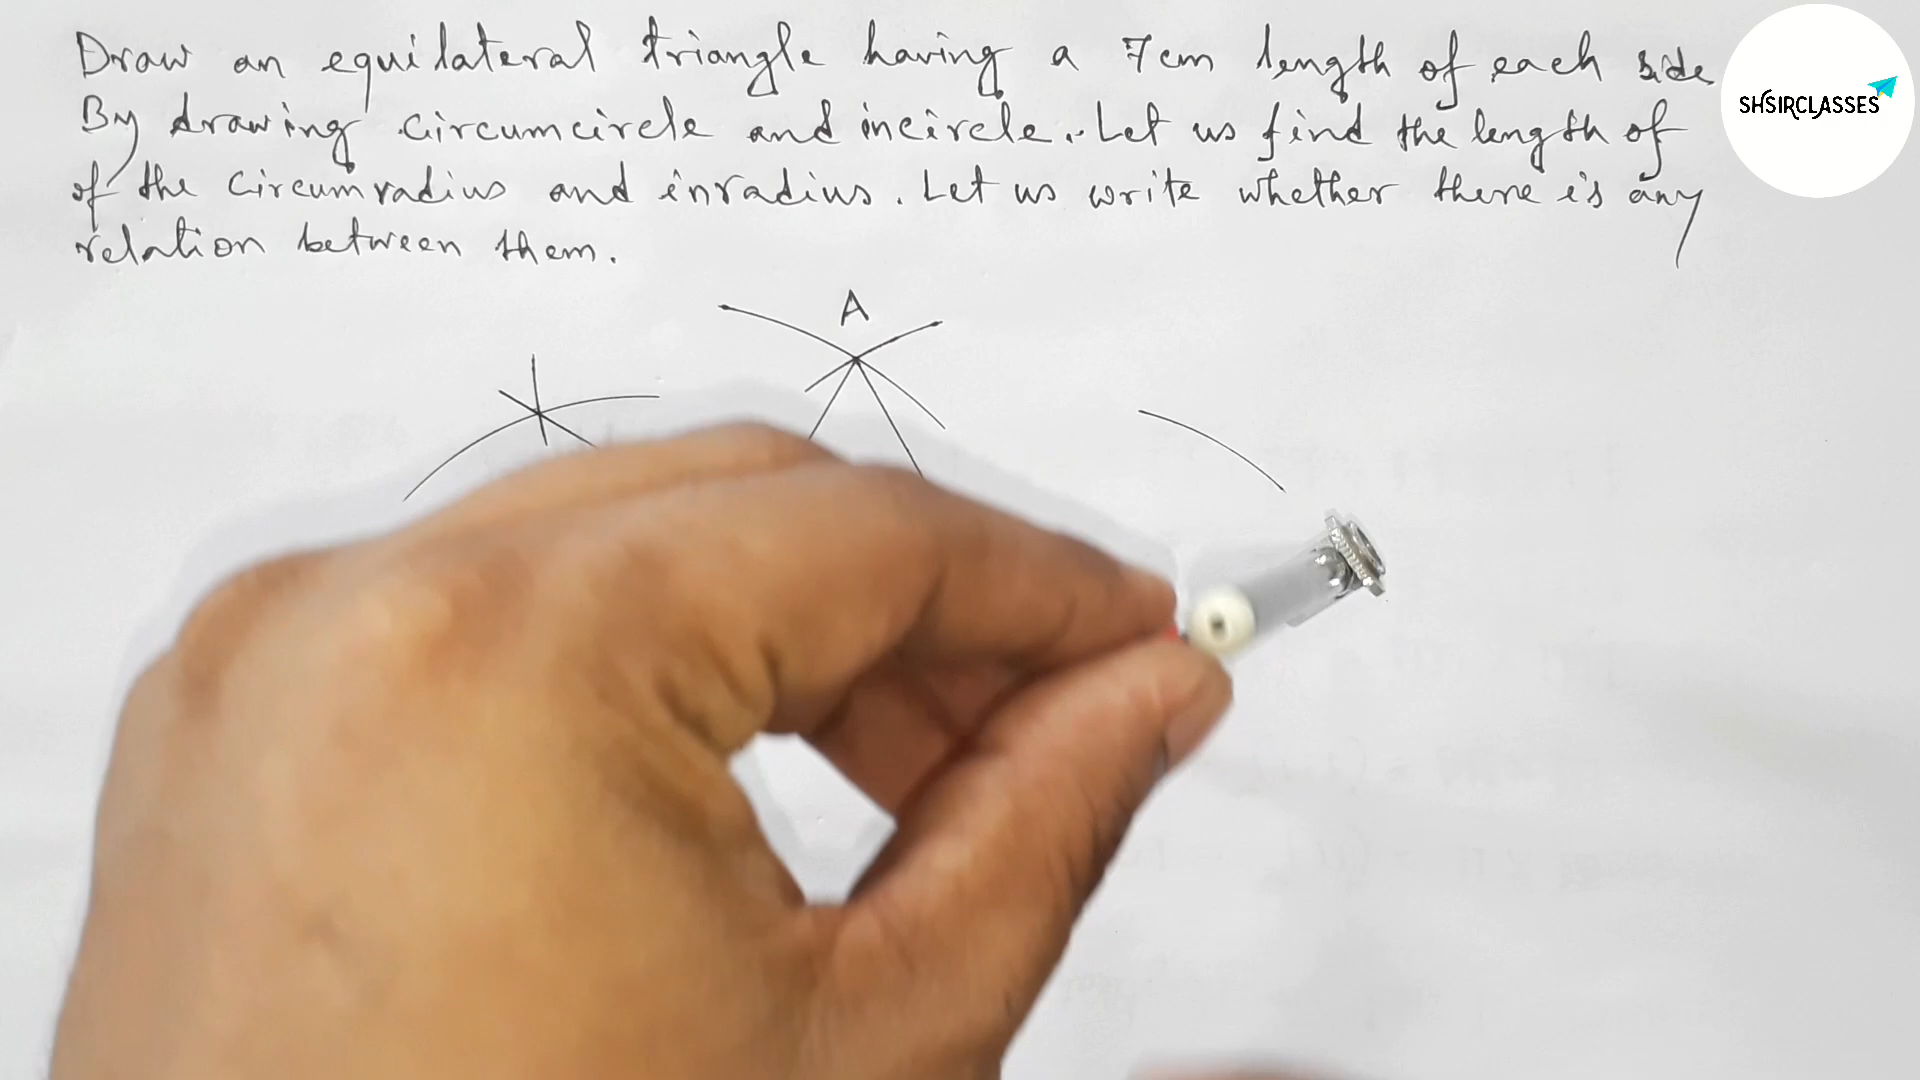 Draw an equilateral triangle having a 7cm length of each side
By drawing circumcircle and incircle. Let us find the length of
of the circumradius and inradius. Let us write whether there is any
relation between them.
SHSIRCLASSES
A